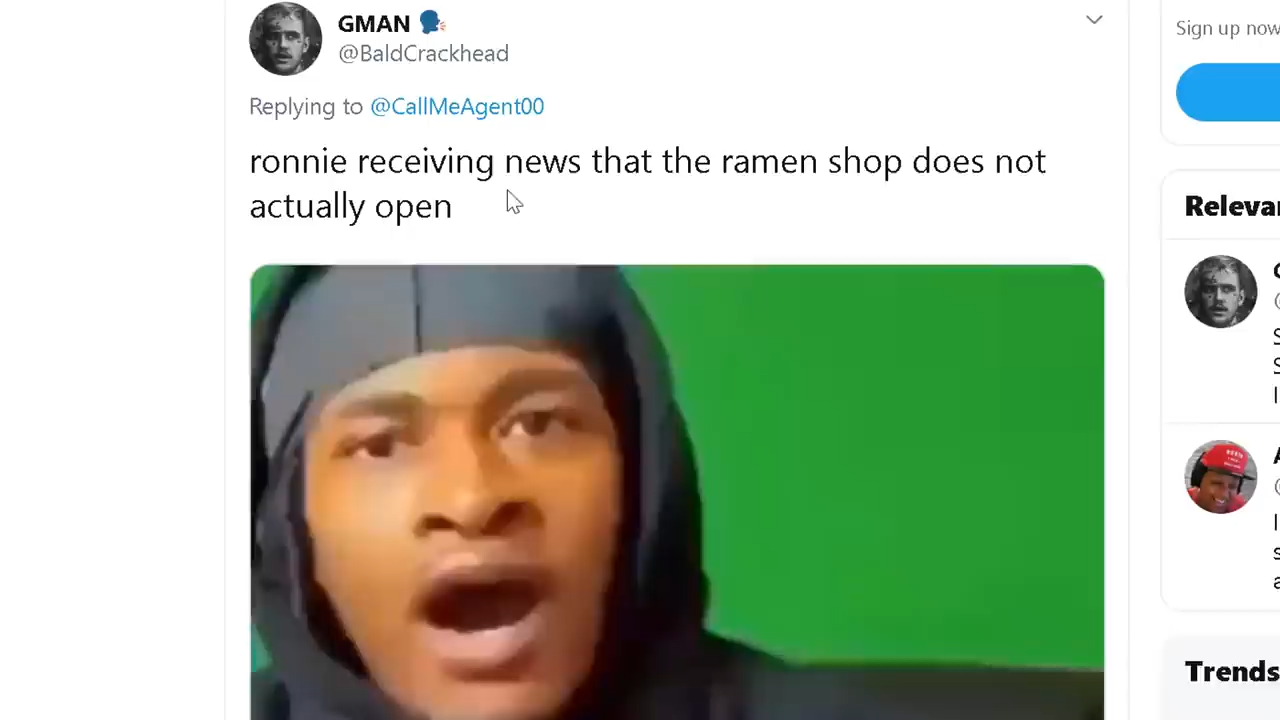 GMAN
@BaldCrackhead
Replying to @CallMeAgent00
ronnie receiving news that the ramen shop does not
actually open
Sign up now
Relevan
Trends